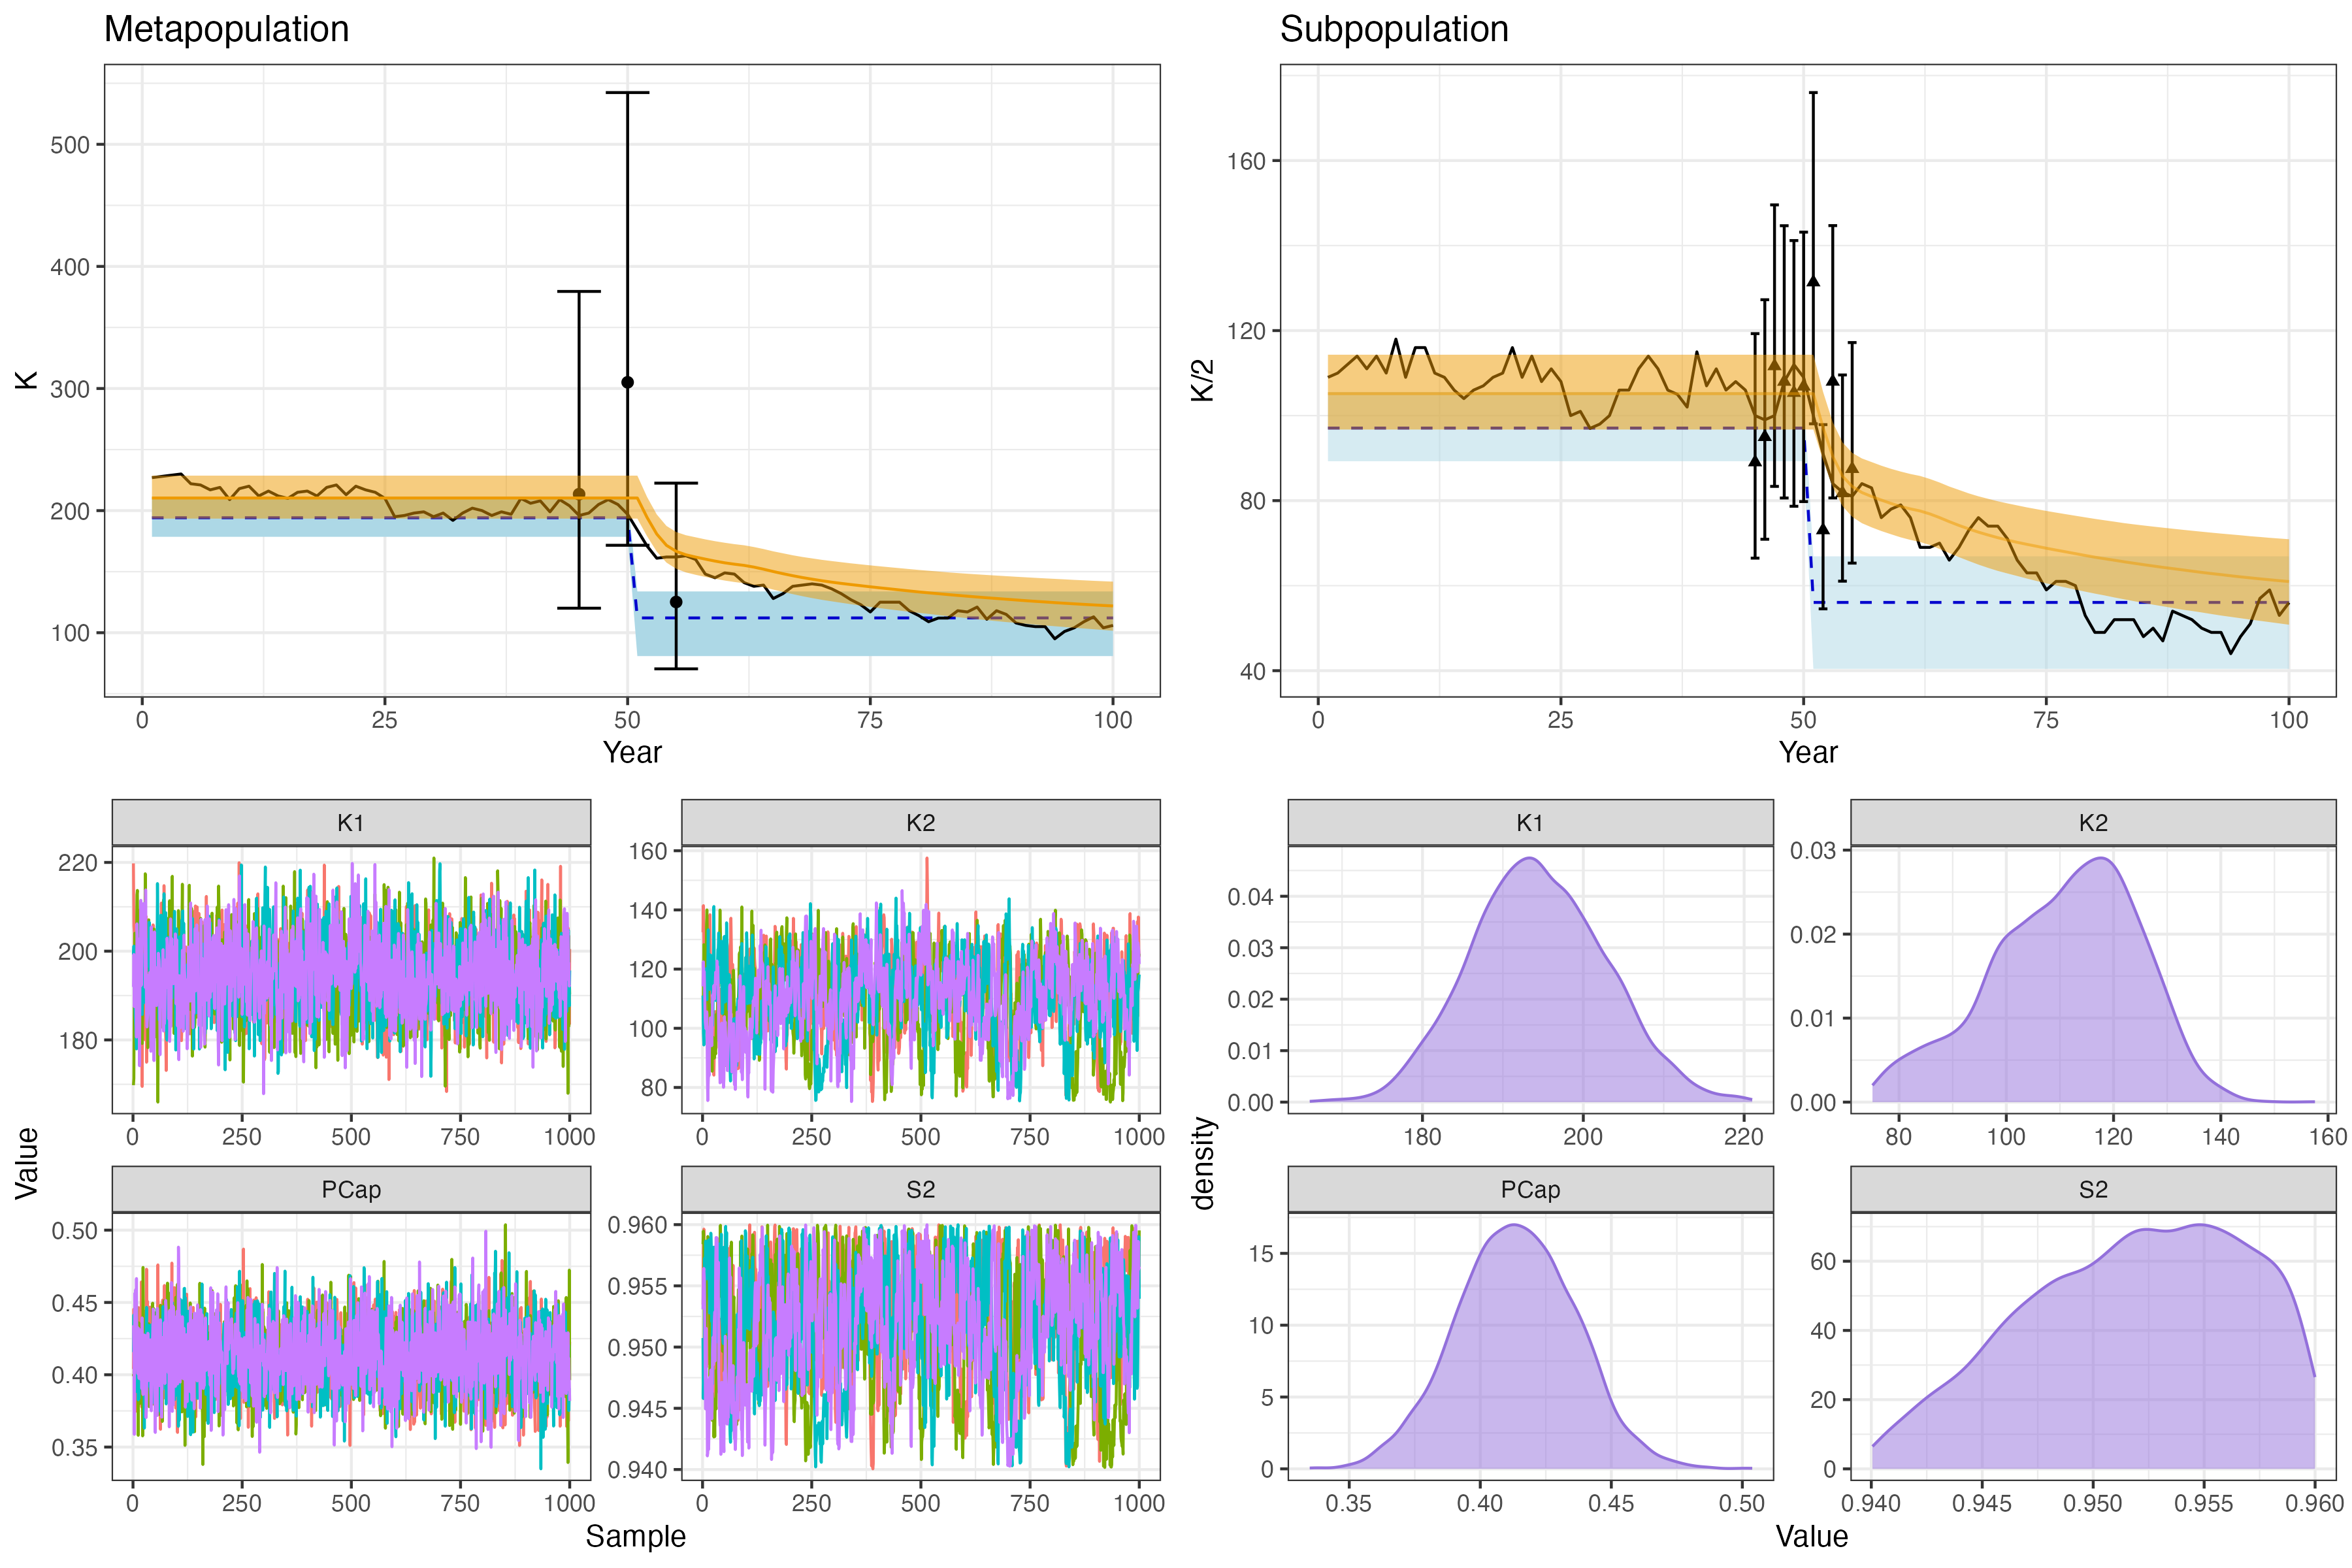 Metapopulation
Subpopulation
K
500
400
300
200
100
0 25 50 75 100
Year
K/2
160
120
80
40
0 25 50 75 100
Year
Value
K1
220
200
180
0 250 500 750 1000
K2
160
140
120
100
80
0 250 500 750 1000
PCap
0.50
0.45
0.40
0.35
0 250 500 750 1000
S2
0.960
0.955
0.950
0.945
0.940
0 250 500 750 1000
Sample
density
K1
0.04
0.03
0.02
0.01
0.00
180 200 220
K2
0.03
0.02
0.01
0.00
80 100 120 140 160
PCap
15
10
5
0
0.35 0.40 0.45 0.50
S2
60
40
20
0
0.940 0.945 0.950 0.955 0.960
Value